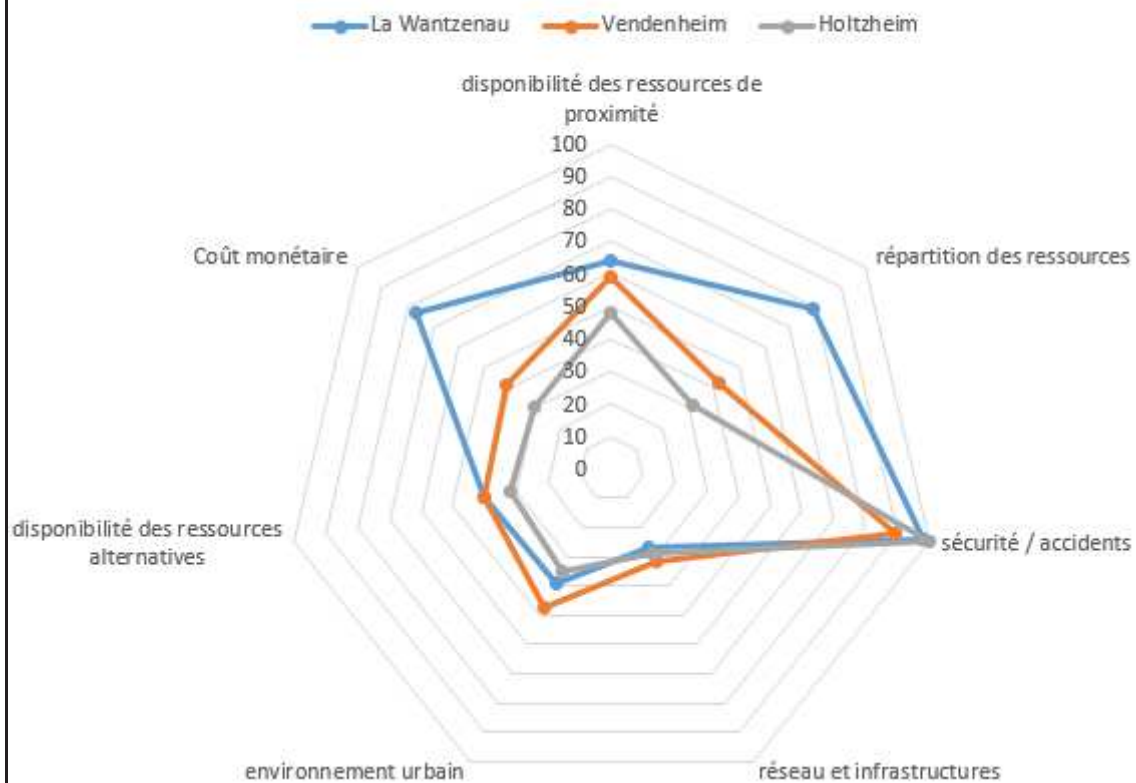 La Wantzenau Vendenheim Holtzheim
disponibilité des ressources de
proximité
100
90
80
70
60
50
40
30
20
10
0
répartition des ressources
sécurité / accidents
réseau et infrastructures
environnement urbain
disponibilité des ressources
alternatives
Coût monétaire